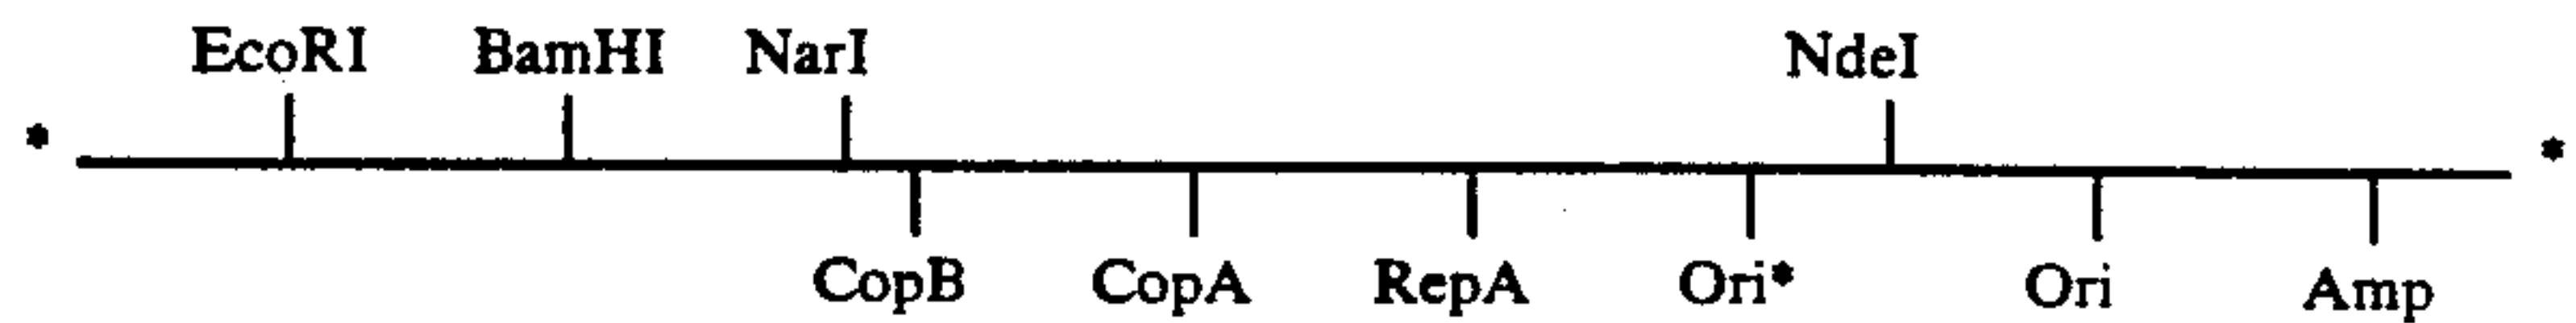 EcoRI BamHI NarI NdeI
* *
CopB CopA RepA Ori* Ori Amp